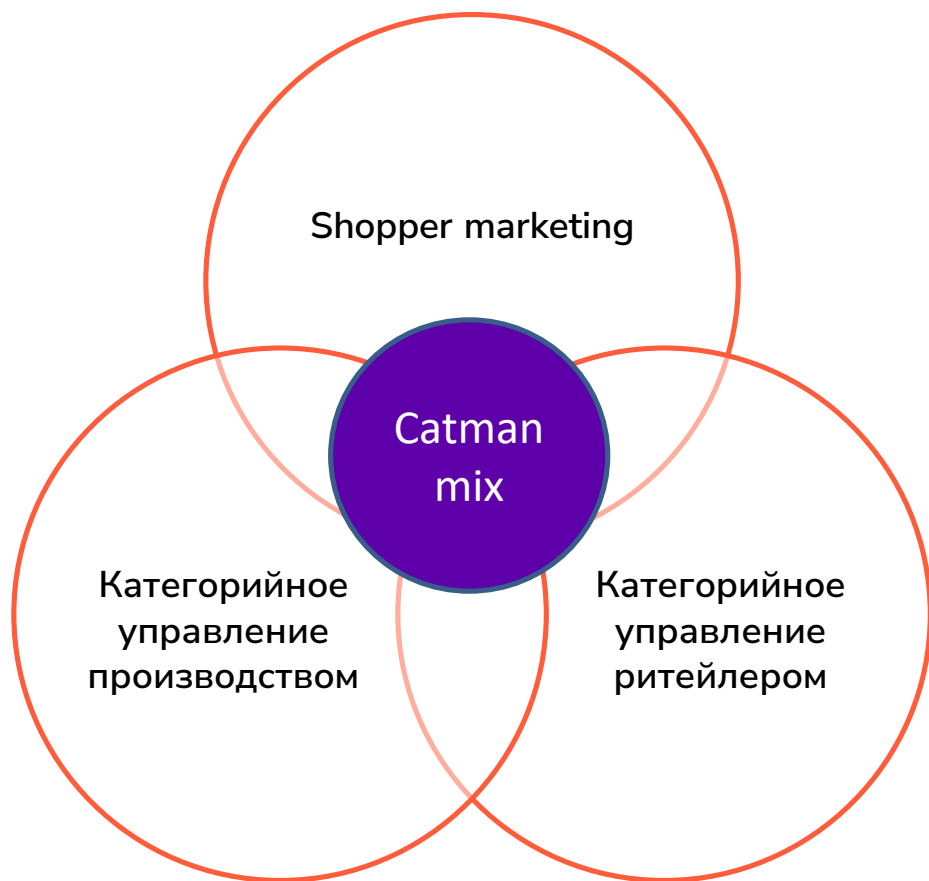 Shopper marketing
Catman
mix
Категорийное
управление
производством
Категорийное
управление
ритейлером